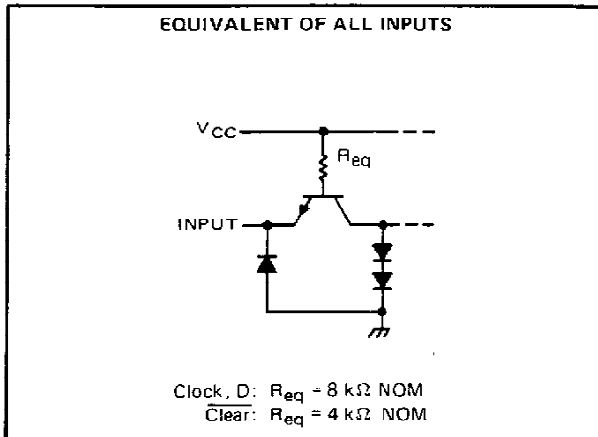 EQUIVALENT OF ALL INPUTS
VCC
Req
INPUT
Clock, D: Req = 8 kΩ NOM
Clear: Req = 4 kΩ NOM